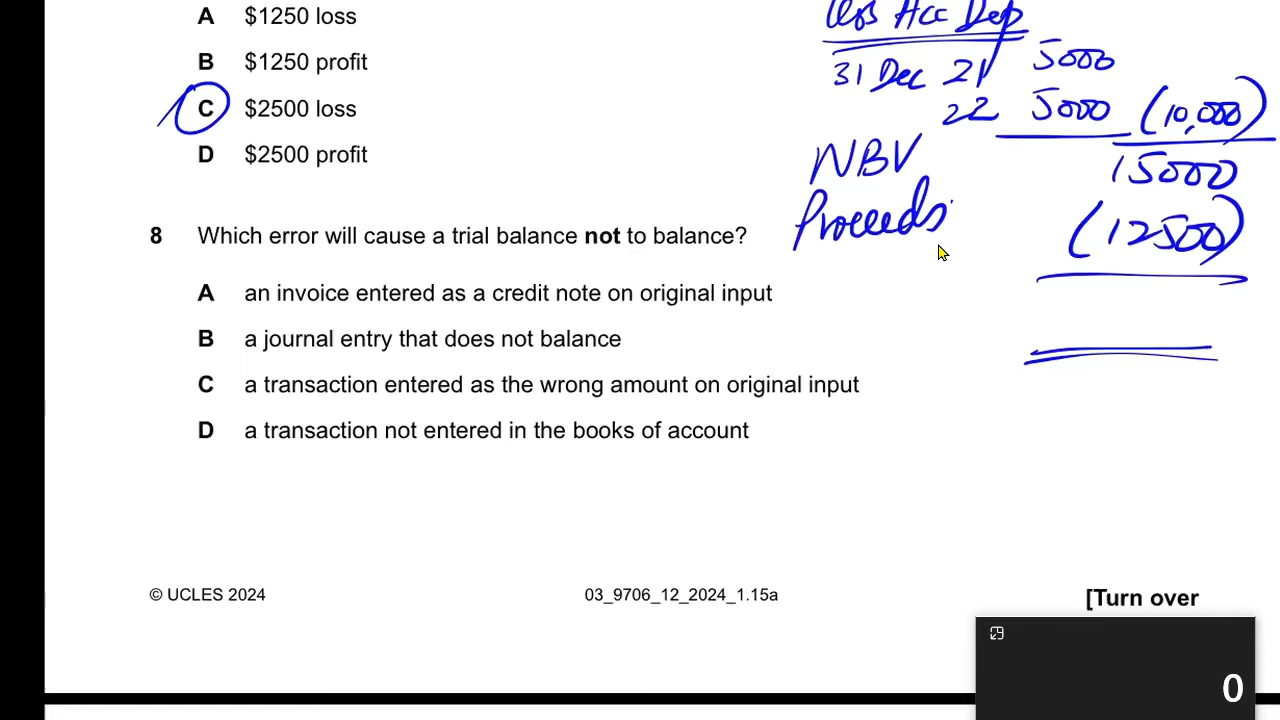 A $1250 loss
B $1250 profit
C $2500 loss
D $2500 profit
Less Acc Dep
31 Dec 21 5000
22 5000 (10,000)
NBV 15000
Proceeds (12500)
8 Which error will cause a trial balance not to balance?
A an invoice entered as a credit note on original input
B a journal entry that does not balance
C a transaction entered as the wrong amount on original input
D a transaction not entered in the books of account
© UCLES 2024 03_9706_12_2024_1.15a [Turn over
0